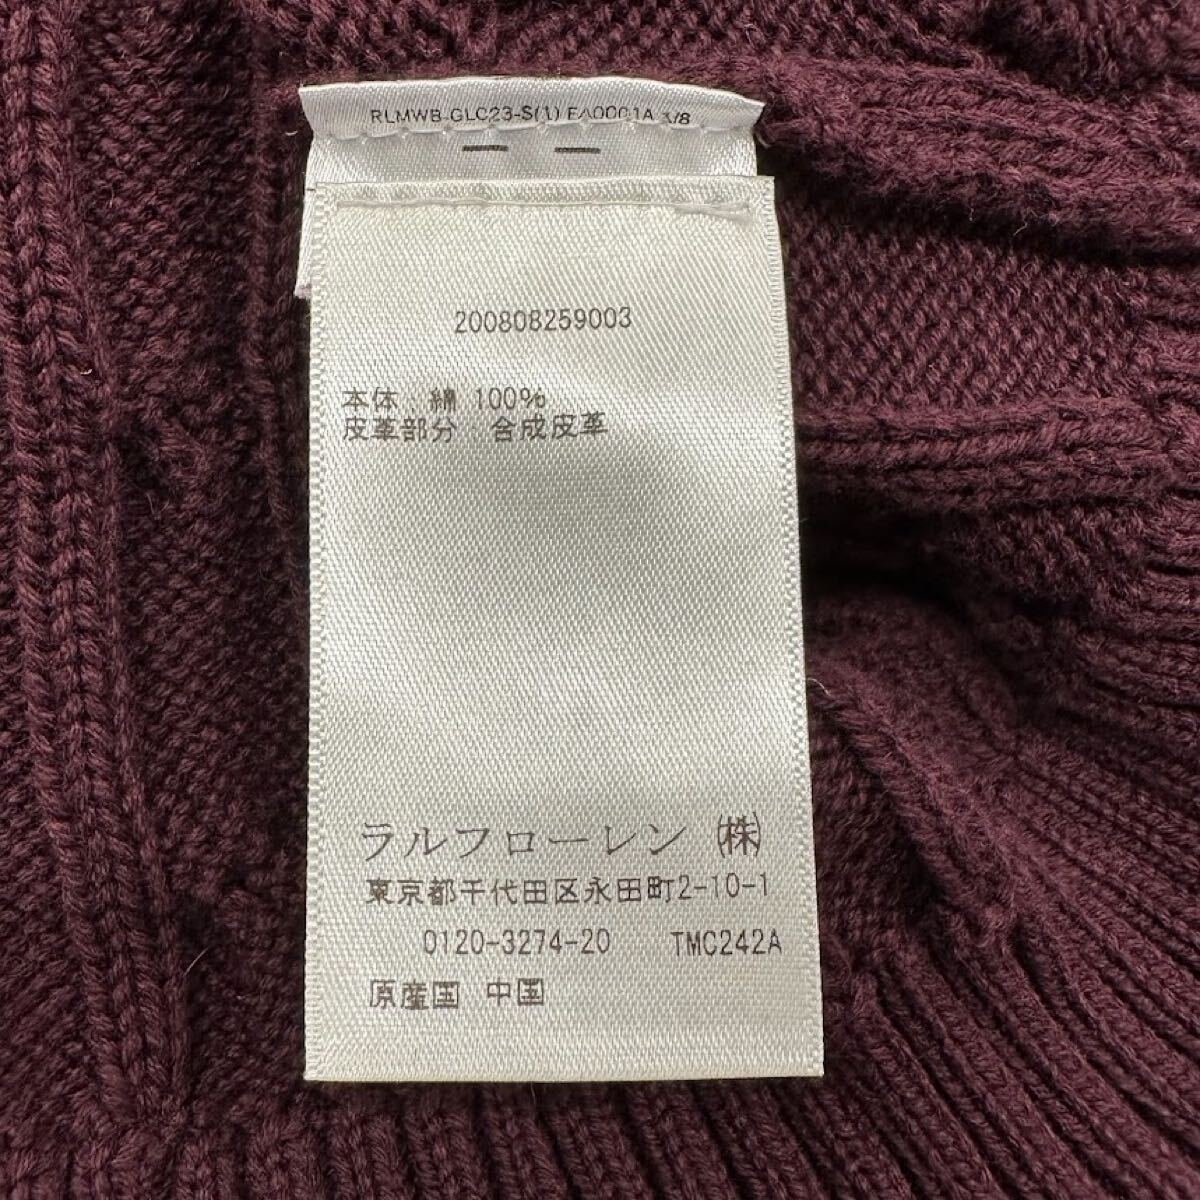 RLMWB-GLC23-S(1) EA0001A
200808259003
本体 綿 100%
皮革部分 合成皮革
ラルフローレン ㈱
東京都千代田区永田町2-10-1
0120-3274-20 TMC242A
原産国 中国